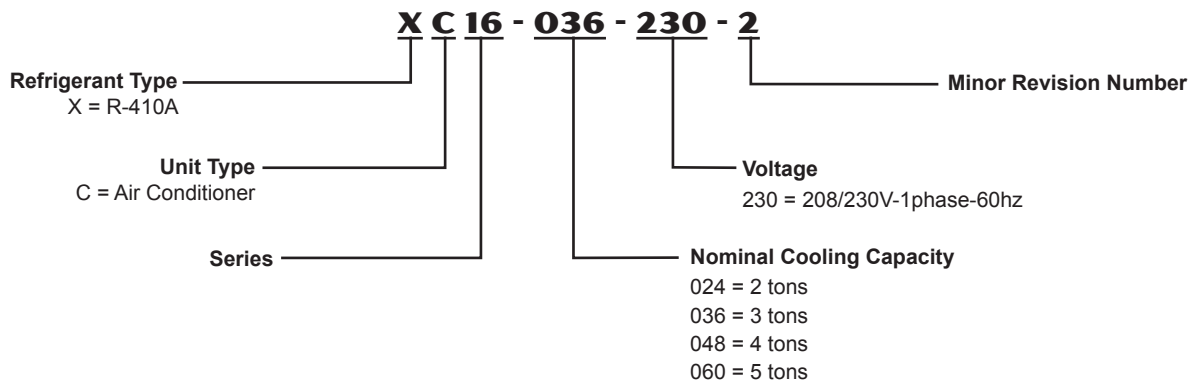 XC16-036-230-2
Refrigerant Type
X = R-410A
Minor Revision Number
Unit Type
C = Air Conditioner
Voltage
230 = 208/230V-1phase-60hz
Series
Nominal Cooling Capacity
024 = 2 tons
036 = 3 tons
048 = 4 tons
060 = 5 tons